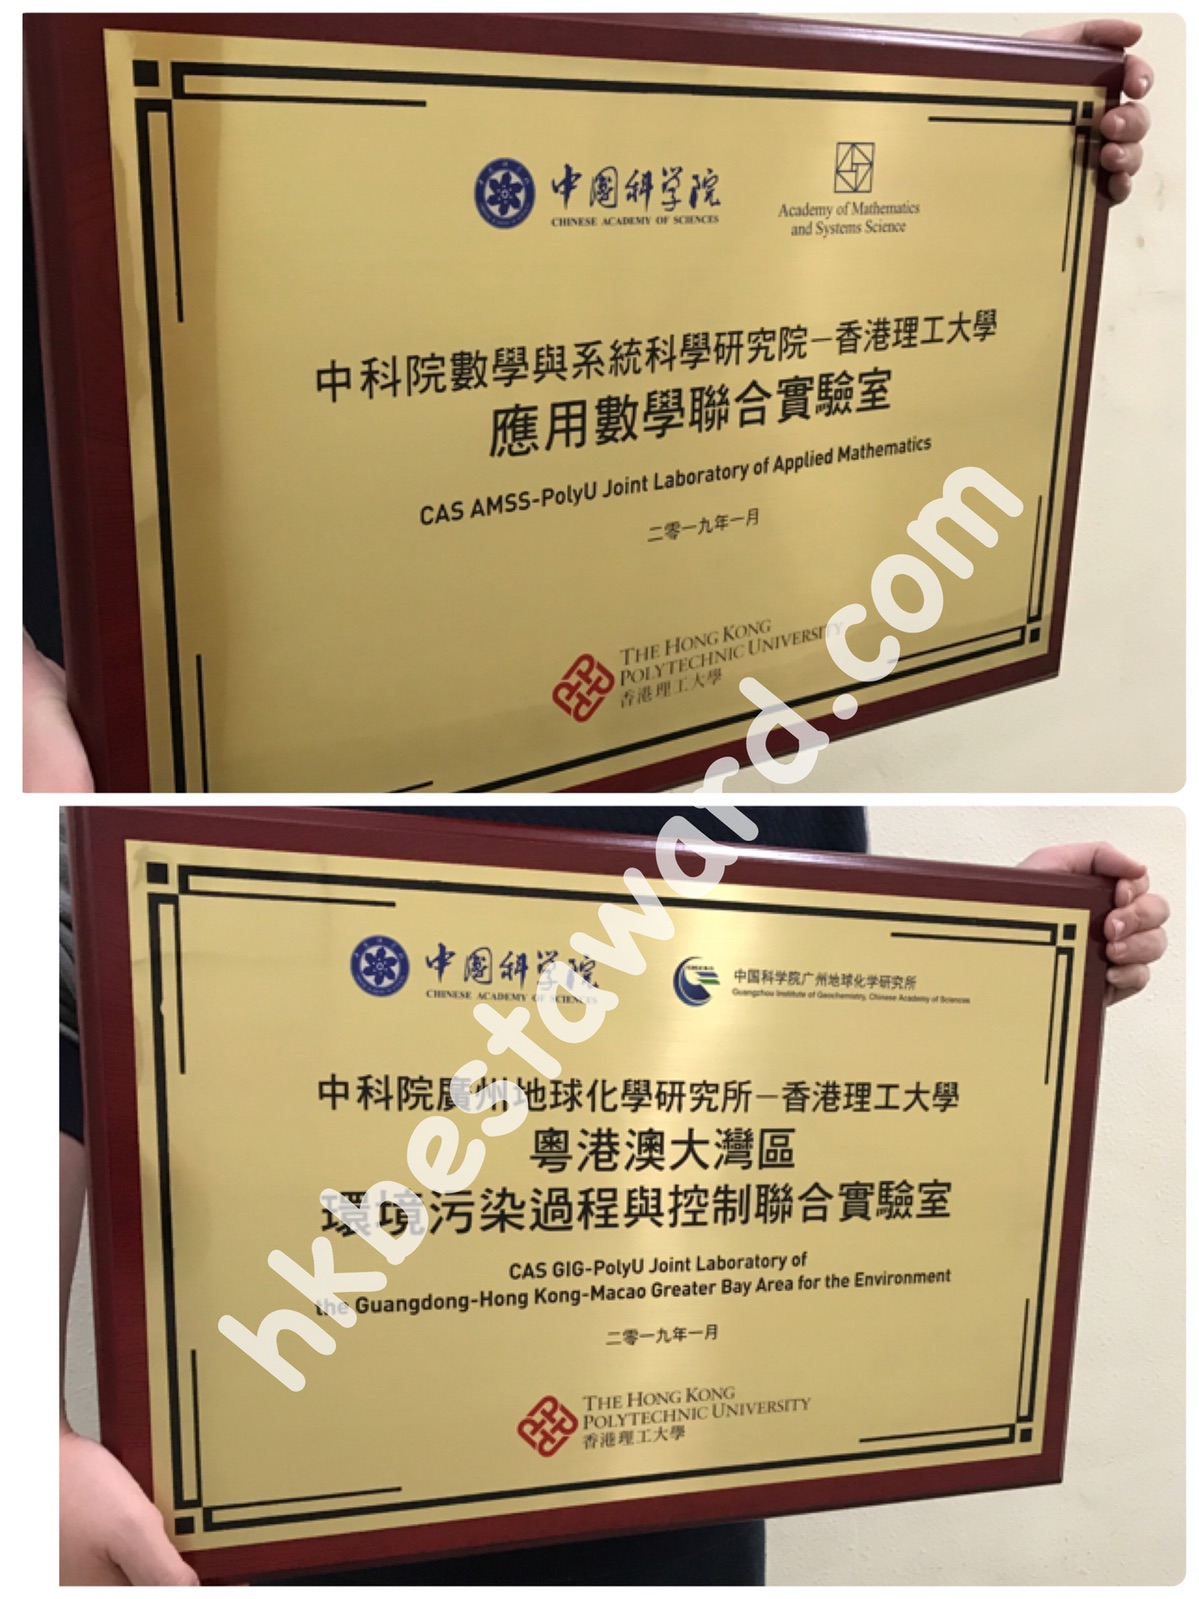 中国科学院
CHINESE ACADEMY OF SCIENCES
Academy of Mathematics
and Systems Science
中科院數學與系統科學研究院－香港理工大學
應用數學聯合實驗室
CAS AMSS-PolyU Joint Laboratory of Applied Mathematics
二零一九年一月
THE HONG KONG
POLYTECHNIC UNIVERSITY
香港理工大學
中国科学院
CHINESE ACADEMY OF SCIENCES
中国科学院广州地球化学研究所
Guangzhou Institute of Geochemistry, Chinese Academy of Sciences
中科院廣州地球化學研究所－香港理工大學
粵港澳大灣區
環境污染過程與控制聯合實驗室
CAS GIG-PolyU Joint Laboratory of
the Guangdong-Hong Kong-Macao Greater Bay Area for the Environment
二零一九年一月
THE HONG KONG
POLYTECHNIC UNIVERSITY
香港理工大學
hkbestaward.com